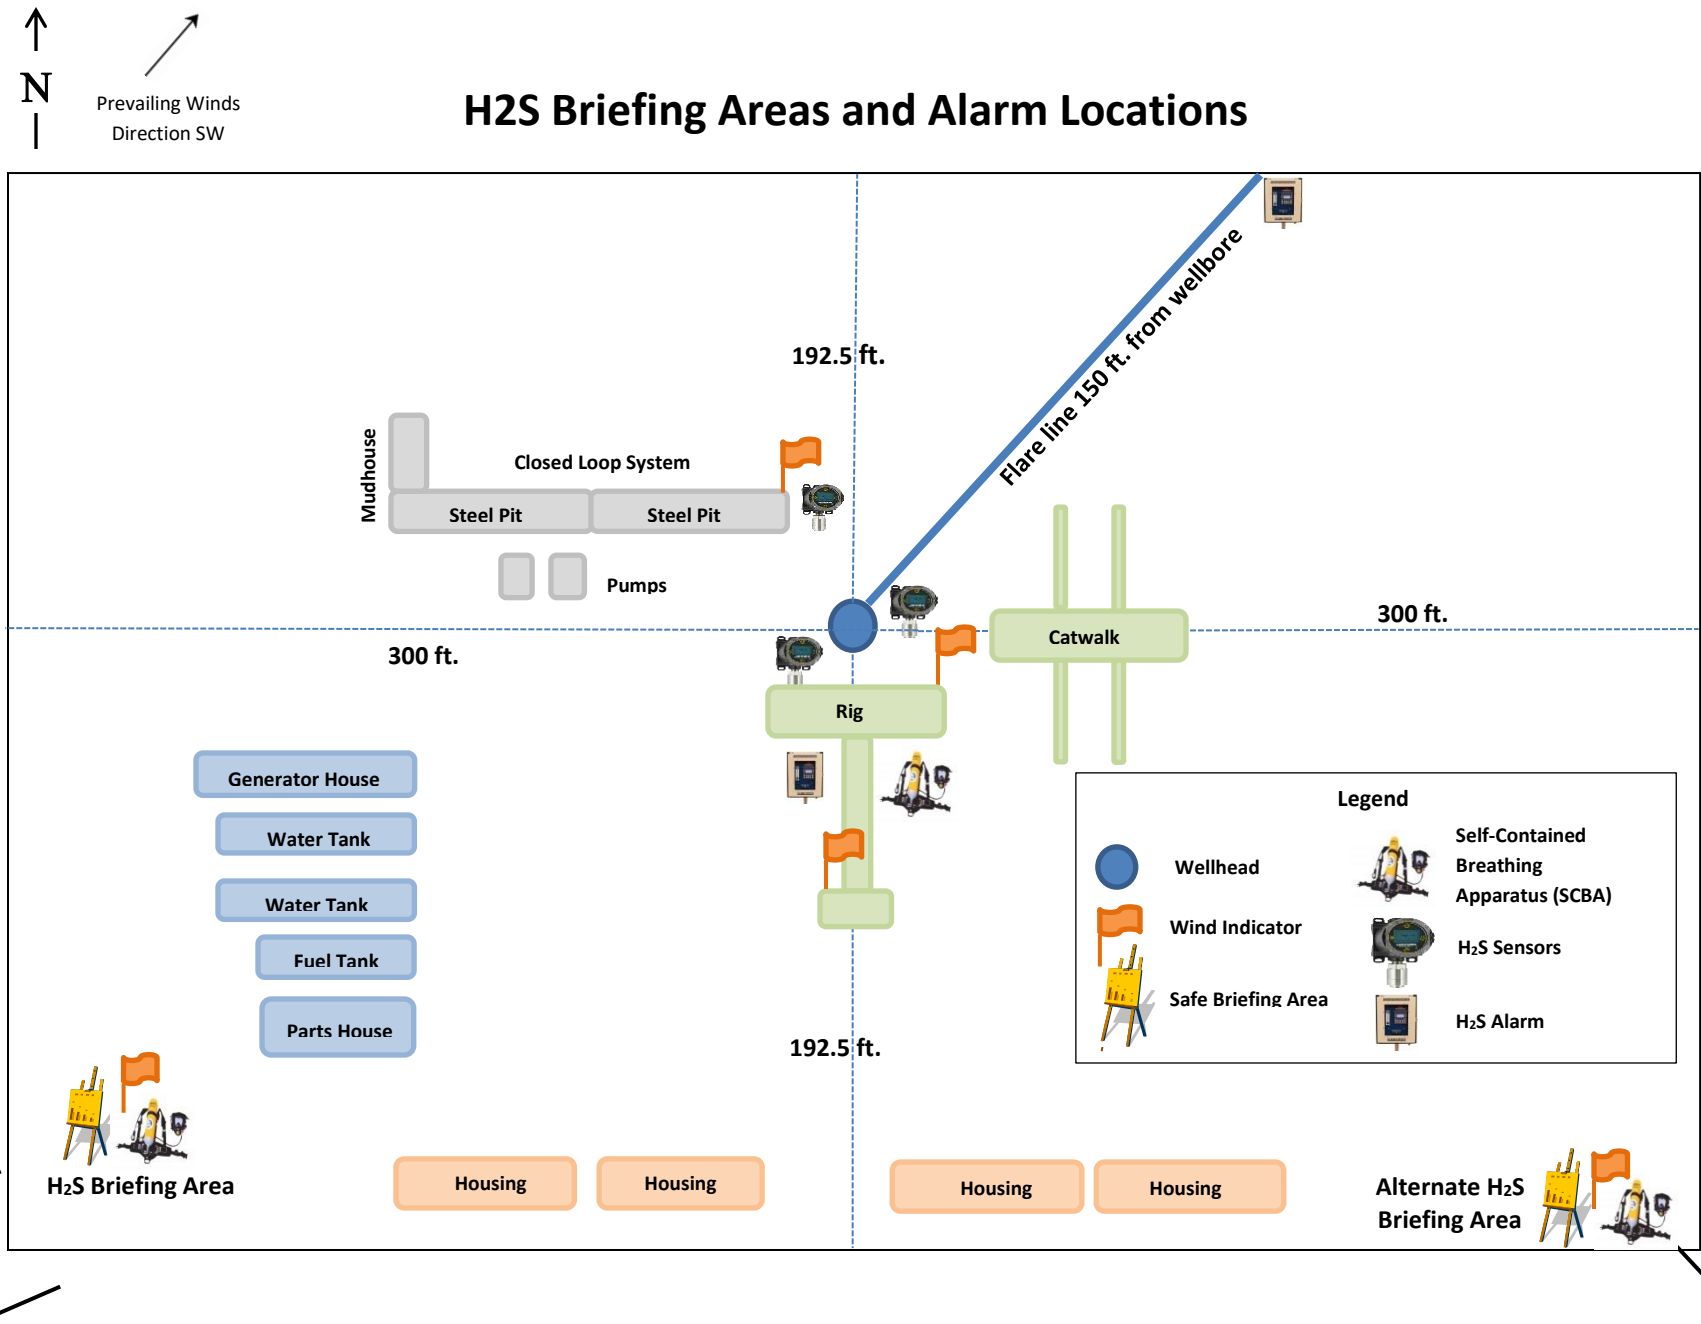 N
Prevailing Winds
Direction SW
H2S Briefing Areas and Alarm Locations
192.5 ft.
Flare line 150 ft. from wellbore
Mudhouse
Closed Loop System
Steel Pit
Steel Pit
Pumps
300 ft.
300 ft.
Catwalk
Rig
Generator House
Water Tank
Water Tank
Fuel Tank
Parts House
192.5 ft.
Legend
Wellhead
Wind Indicator
Safe Briefing Area
Self-Contained
Breathing
Apparatus (SCBA)
H2S Sensors
H2S Alarm
H2S Briefing Area
Housing
Housing
Housing
Housing
Alternate H2S
Briefing Area